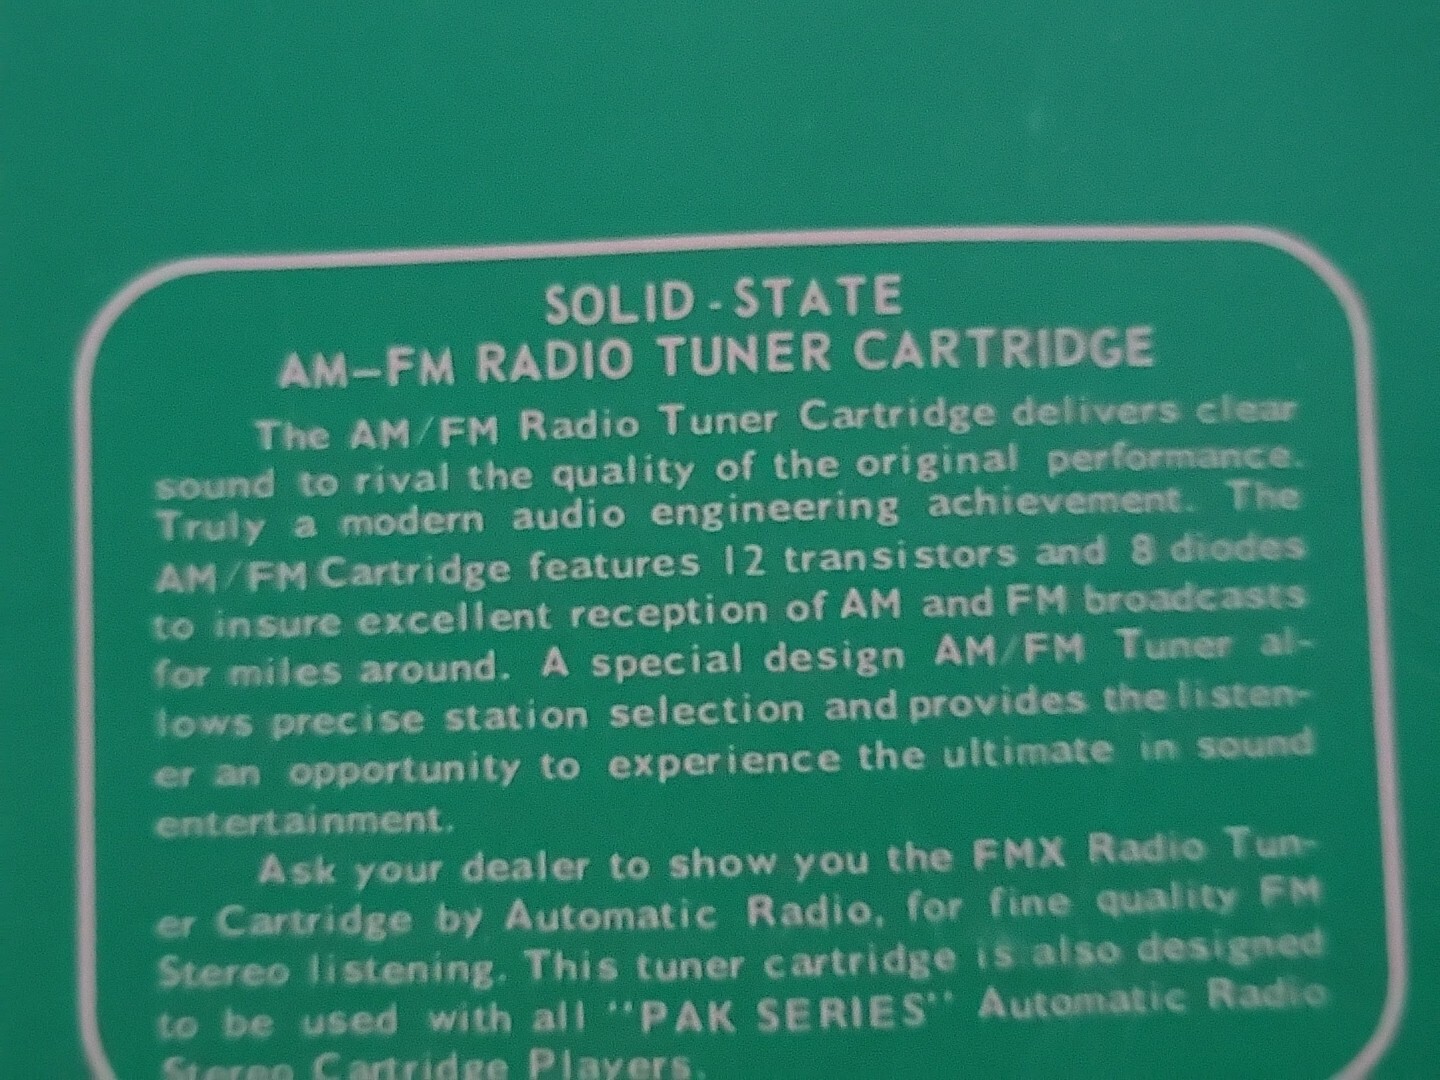 SOLID-STATE
AM-FM RADIO TUNER CARTRIDGE
The AM/FM Radio Tuner Cartridge delivers clear
sound to rival the quality of the original performance.
Truly a modern audio engineering achievement. The
AM/FM Cartridge features 12 transistors and 8 diodes
to insure excellent reception of AM and FM broadcasts
for miles around. A special design AM/FM Tuner al-
lows precise station selection and provides the listen-
er an opportunity to experience the ultimate in sound
entertainment.
Ask your dealer to show you the FMX Radio Tun-
er Cartridge by Automatic Radio, for fine quality FM
Stereo listening. This tuner cartridge is also designed
to be used with all "PAK SERIES" Automatic Radio
Stereo Cartridge Players.